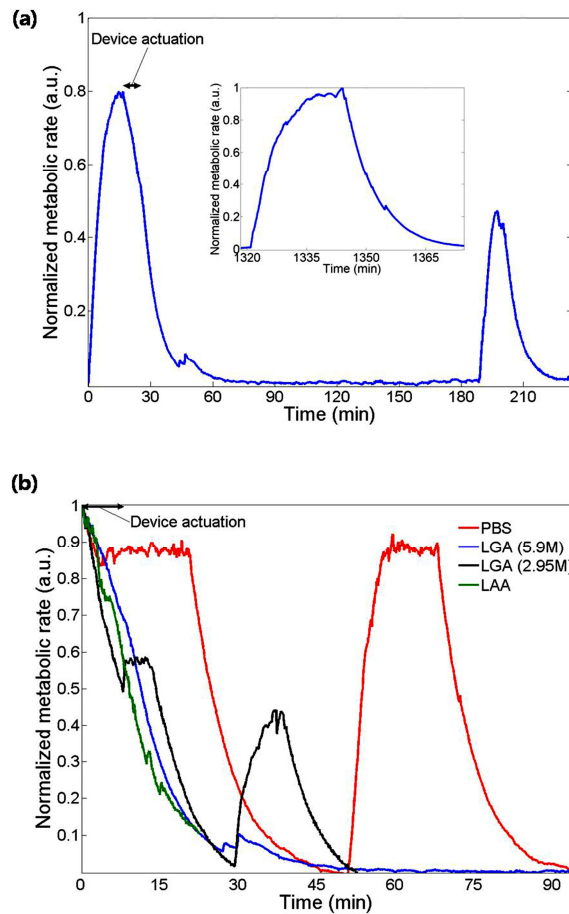 (a)
Device actuation
Normalized metabolic rate (a.u.)
1
0.8
0.6
0.4
0.2
0 30 60 90 120 150 180 210
Time (min)
Normalized metabolic rate (a.u.)
1
0.8
0.6
0.4
0.2
0
1320 1335 1350 1365
Time (min)
(b)
Device actuation
Normalized metabolic rate (a.u.)
1
0.9
0.8
0.7
0.6
0.5
0.4
0.3
0.2
0.1
0 15 30 45 60 75 90
Time (min)
PBS
LGA (5.9M)
LGA (2.95M)
LAA